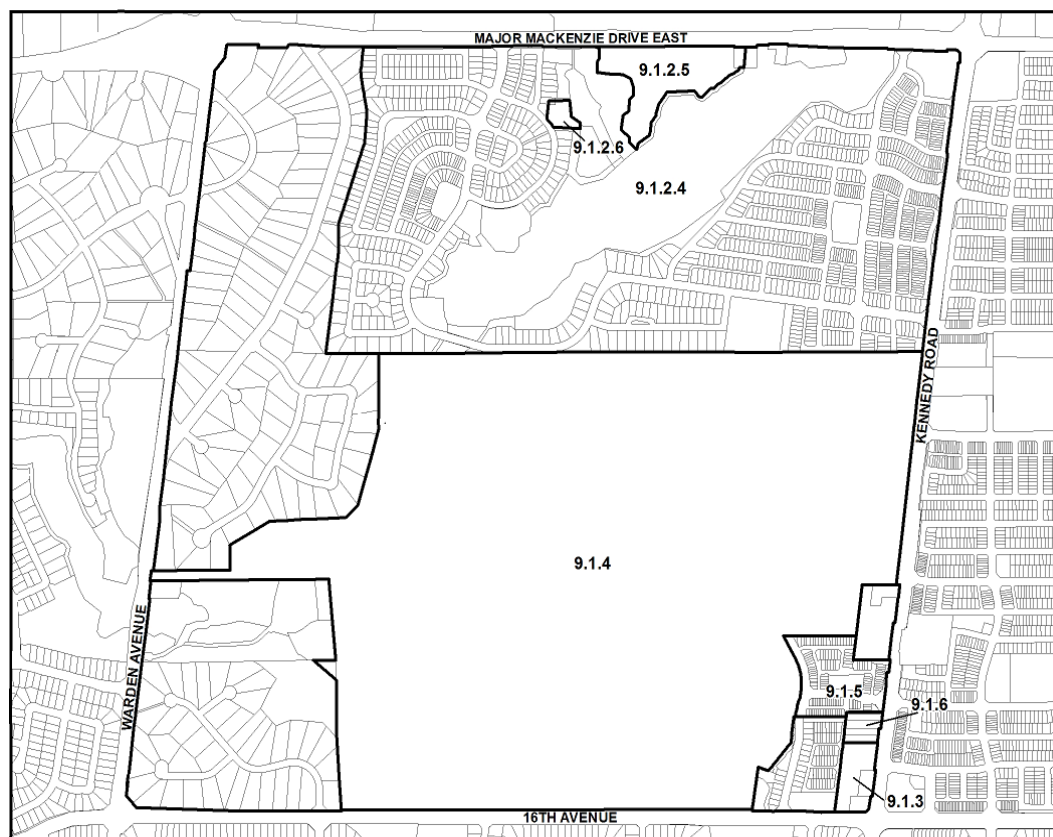 MAJOR MACKENZIE DRIVE EAST
9.1.2.5
9.1.2.6
9.1.2.4
KENNEDY ROAD
9.1.4
WARDEN AVENUE
9.1.5
9.1.6
9.1.3
16TH AVENUE